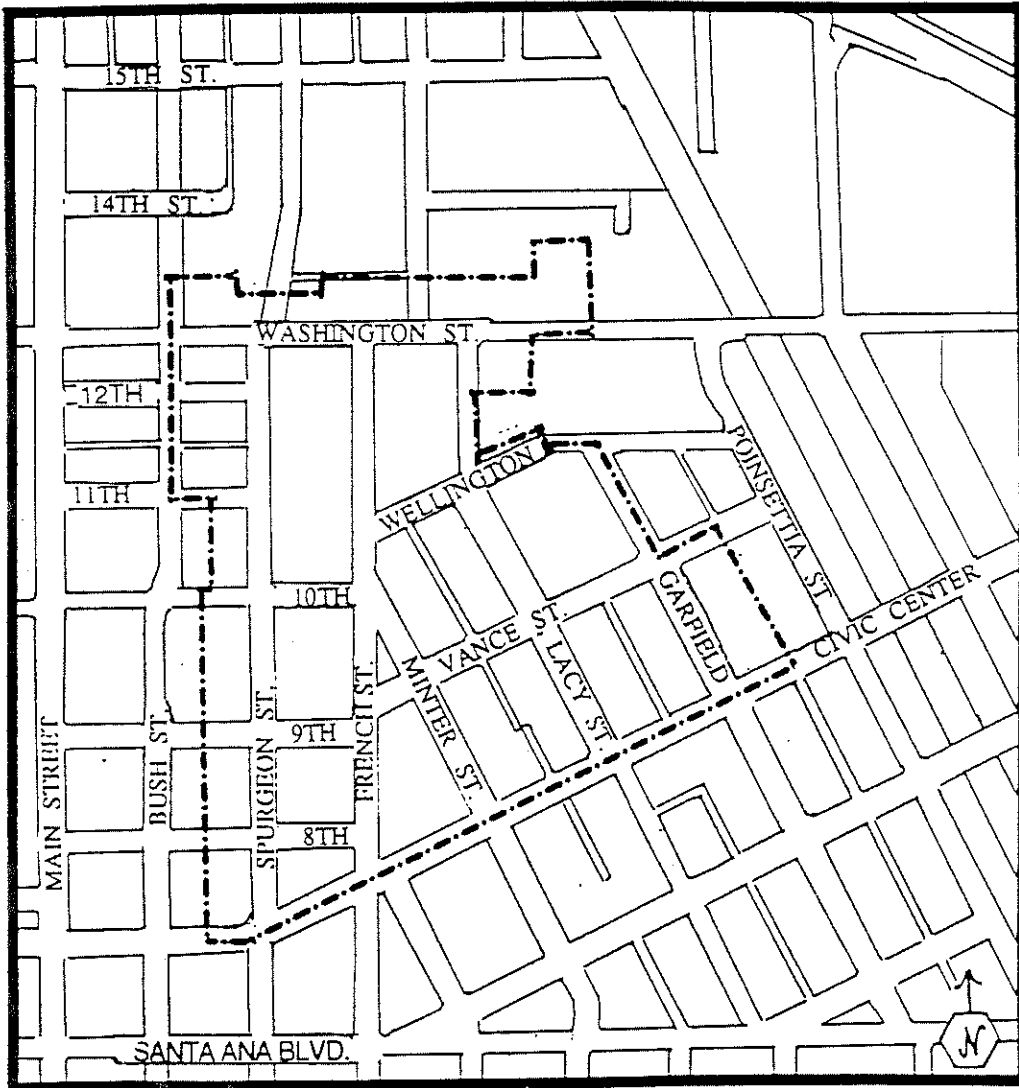 15TH ST.
14TH ST.
WASHINGTON ST.
12TH
11TH
WELLINGTON
POINSETTIA ST.
10TH
GARFIELD
CIVIC CENTER
VANCE ST.
LACY ST.
MINTER ST.
FRENCH ST.
SPURGEON ST.
BUSH ST.
MAIN STREET
9TH
8TH
SANTA ANA BLVD.
N